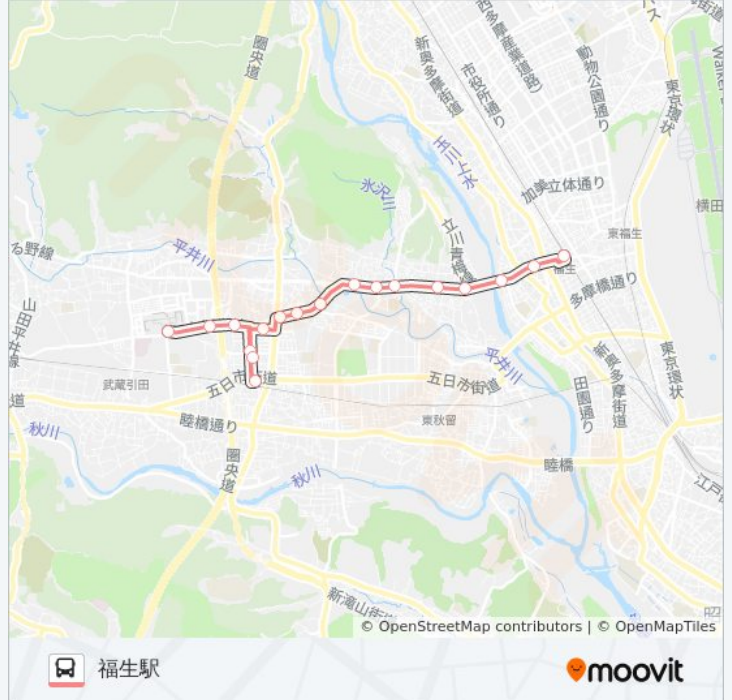 圏央道
新奥多摩街道
市役所通り
西多摩産業道路)
動物公園通り
バス
街道
東京環状
玉川上水
加美立体通り
氷沢川
横田
東福生
立川青梅線
平井川
る野線
福生
多摩橋通り
山田平井線
平井川
五日市街道
五日市街道
武蔵引田
新奥多摩街道
東京環状
田園通り
道
秋川
睦橋通り
東秋留
圏央道
秋川
睦橋
江戸街
新滝山街
昭
© OpenStreetMap contributors | © OpenMapTiles
福生駅
moovit